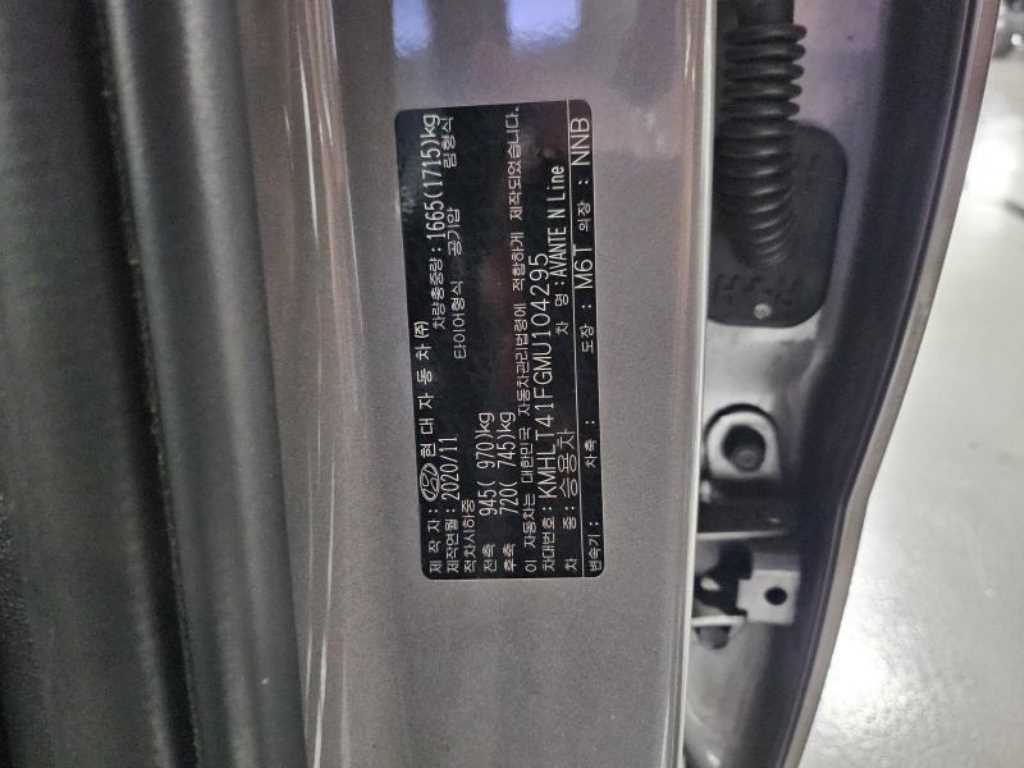 제 작 자 : 현 대 자 동 차 ㈜
제작연월 : 2020/11 차량총중량 : 1665(1715)kg
적차시하중 타이어형식 공기압 림형식
전축 945( 970)kg
후축 720( 745)kg
이 자동차는 대한민국 자동차관리법령에 적합하게 제작되었습니다.
차대번호 : KMHLT41FGMU104295
차 종 : 승용차 차 명 : AVANTE N Line
변속기 : 차축 : 도장 : M6T 의장 : NNB